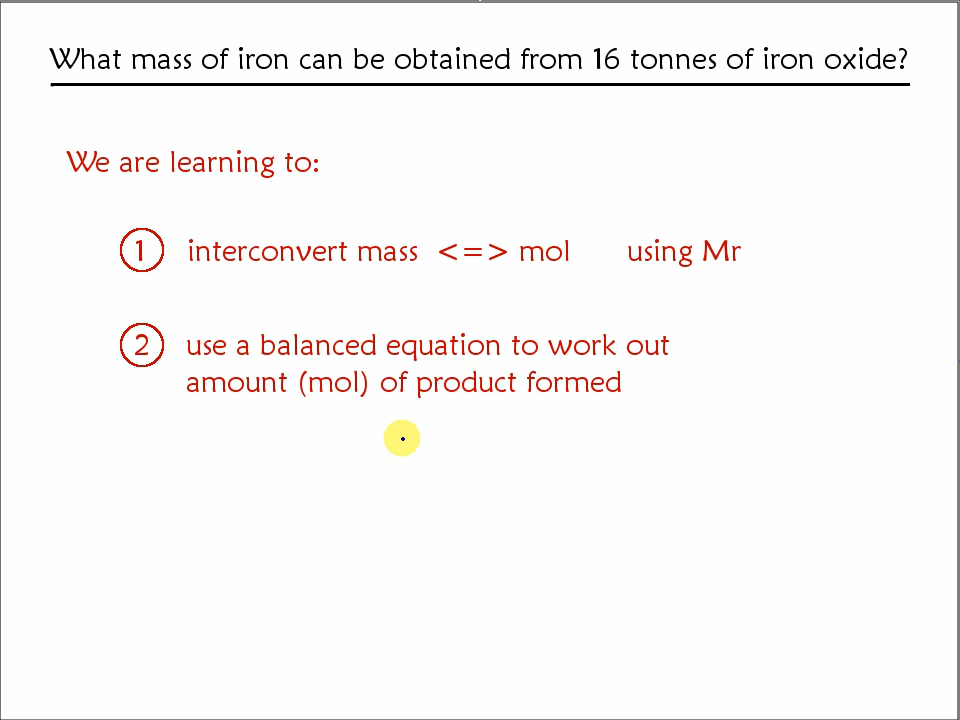 What mass of iron can be obtained from 16 tonnes of iron oxide?
We are learning to:
1 interconvert mass <=> mol using Mr
2 use a balanced equation to work out
amount (mol) of product formed